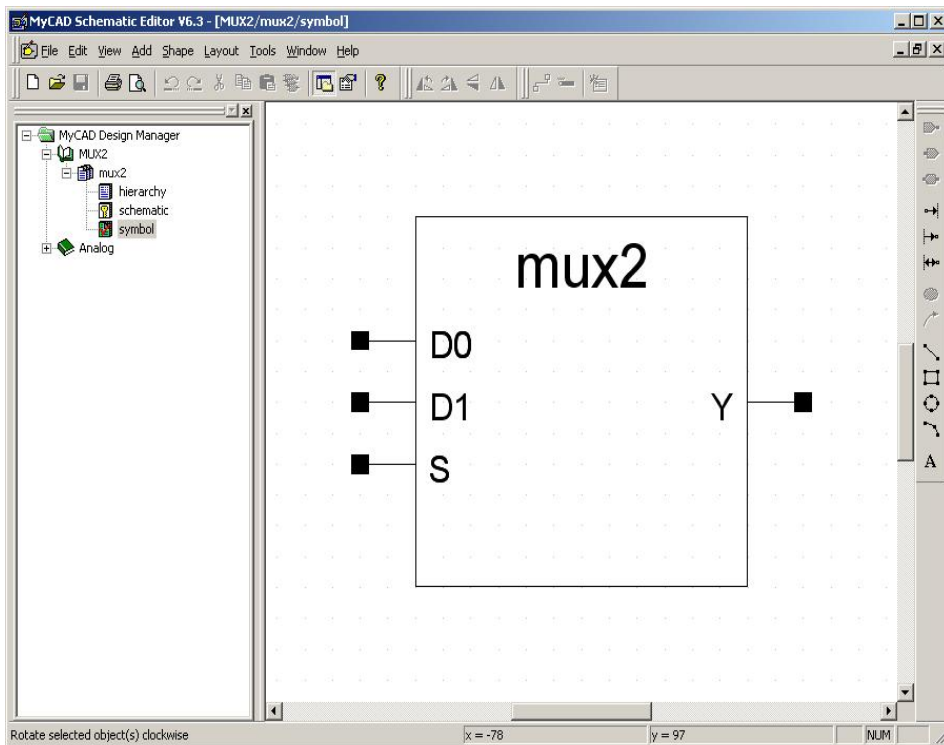 MyCAD Schematic Editor V6.3 - [MUX2/mux2/symbol]
File Edit View Add Shape Layout Tools Window Help
MyCAD Design Manager
MUX2
mux2
hierarchy
schematic
symbol
Analog
mux2
D0
D1
Y
S
A
Rotate selected object(s) clockwise
x = -78
y = 97
NUM